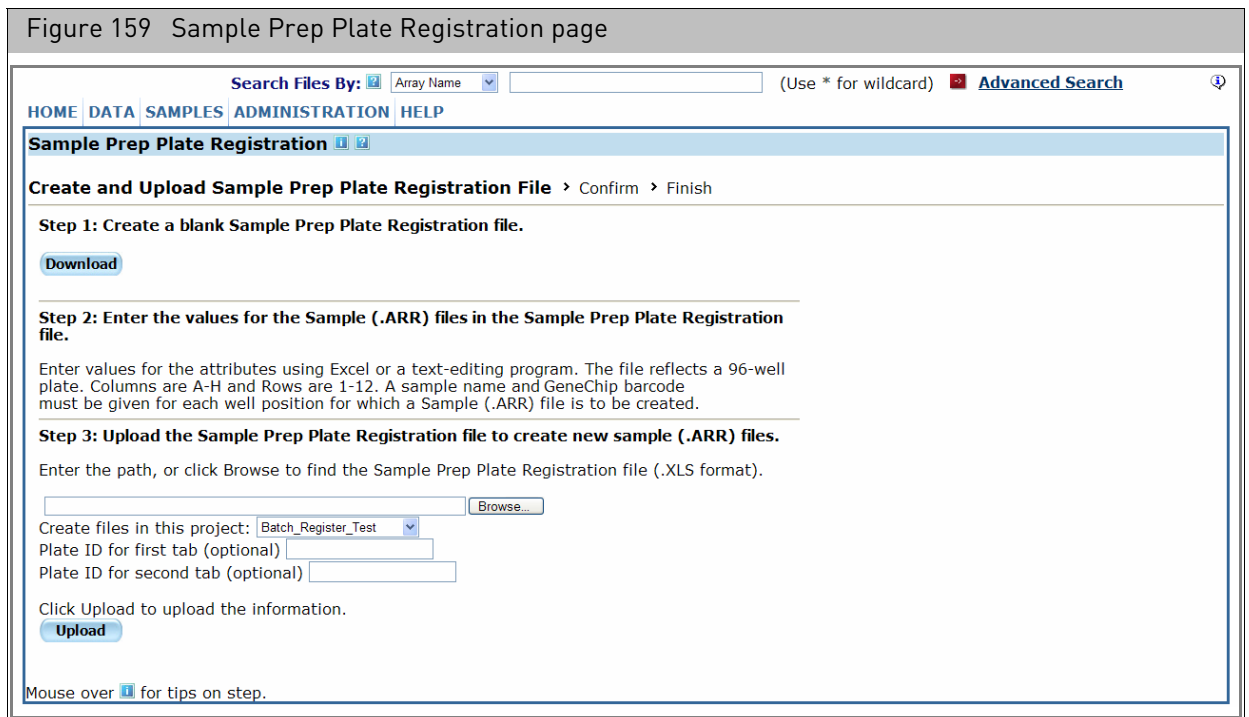 Figure 159 Sample Prep Plate Registration page
Search Files By: ? Array Name (Use * for wildcard) Advanced Search
HOME DATA SAMPLES ADMINISTRATION HELP
Sample Prep Plate Registration i ?
Create and Upload Sample Prep Plate Registration File > Confirm > Finish
Step 1: Create a blank Sample Prep Plate Registration file.
Download
Step 2: Enter the values for the Sample (.ARR) files in the Sample Prep Plate Registration
file.
Enter values for the attributes using Excel or a text-editing program. The file reflects a 96-well
plate. Columns are A-H and Rows are 1-12. A sample name and GeneChip barcode
must be given for each well position for which a Sample (.ARR) file is to be created.
Step 3: Upload the Sample Prep Plate Registration file to create new sample (.ARR) files.
Enter the path, or click Browse to find the Sample Prep Plate Registration file (.XLS format).
Browse...
Create files in this project: Batch_Register_Test
Plate ID for first tab (optional)
Plate ID for second tab (optional)
Click Upload to upload the information.
Upload
Mouse over i for tips on step.